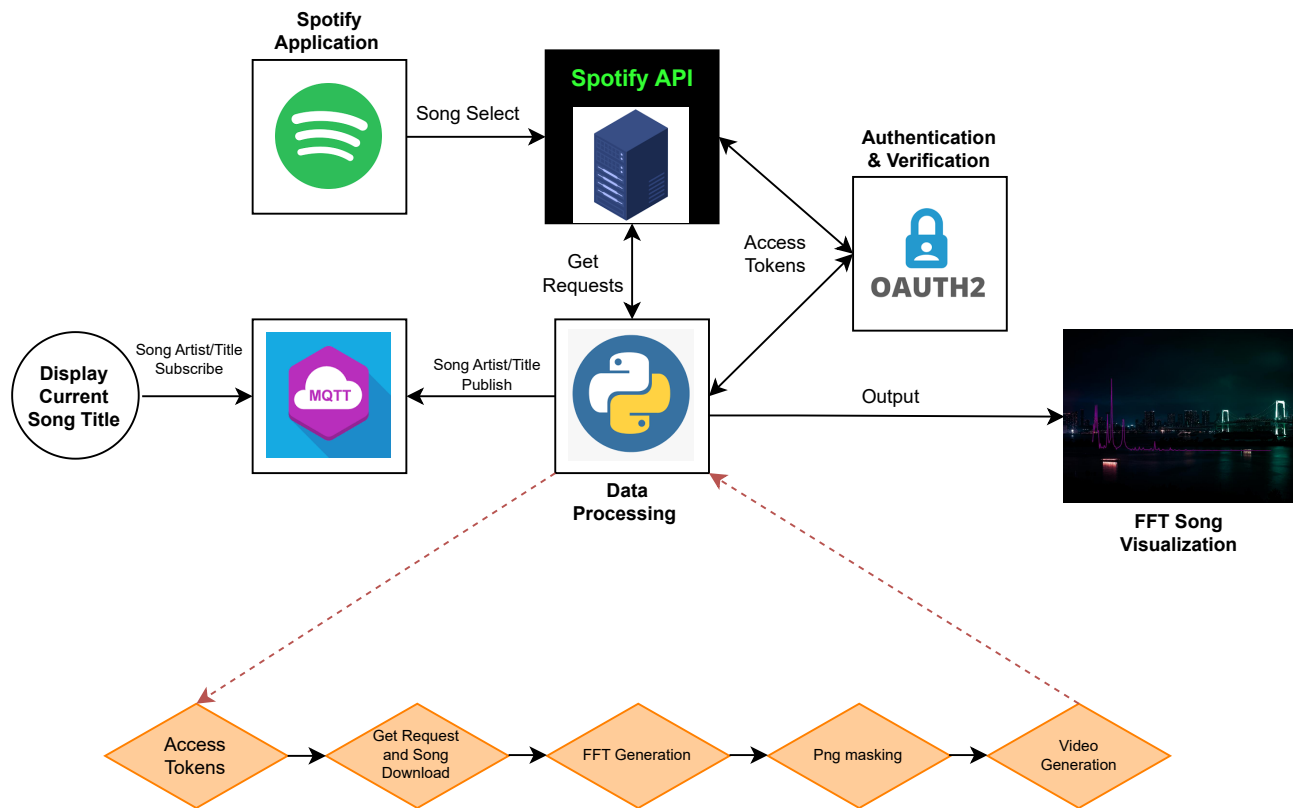 Spotify
Application
Spotify API
Song Select
Authentication
& Verification
OAUTH2
Access
Tokens
Get
Requests
Display
Current
Song Title
Song Artist/Title
Subscribe
MQTT
Song Artist/Title
Publish
Output
Data
Processing
FFT Song
Visualization
Access
Tokens
Get Request
and Song
Download
FFT Generation
Png masking
Video
Generation